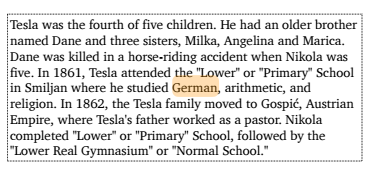 Tesla was the fourth of five children. He had an older brother
named Dane and three sisters, Milka, Angelina and Marica.
Dane was killed in a horse-riding accident when Nikola was
five. In 1861, Tesla attended the "Lower" or "Primary" School
in Smiljan where he studied German, arithmetic, and
religion. In 1862, the Tesla family moved to Gospić, Austrian
Empire, where Tesla's father worked as a pastor. Nikola
completed "Lower" or "Primary" School, followed by the
"Lower Real Gymnasium" or "Normal School."